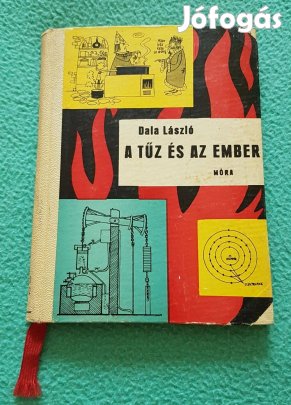 Jófogás
Dala László
A TŰZ ÉS AZ EMBER
MÓRA